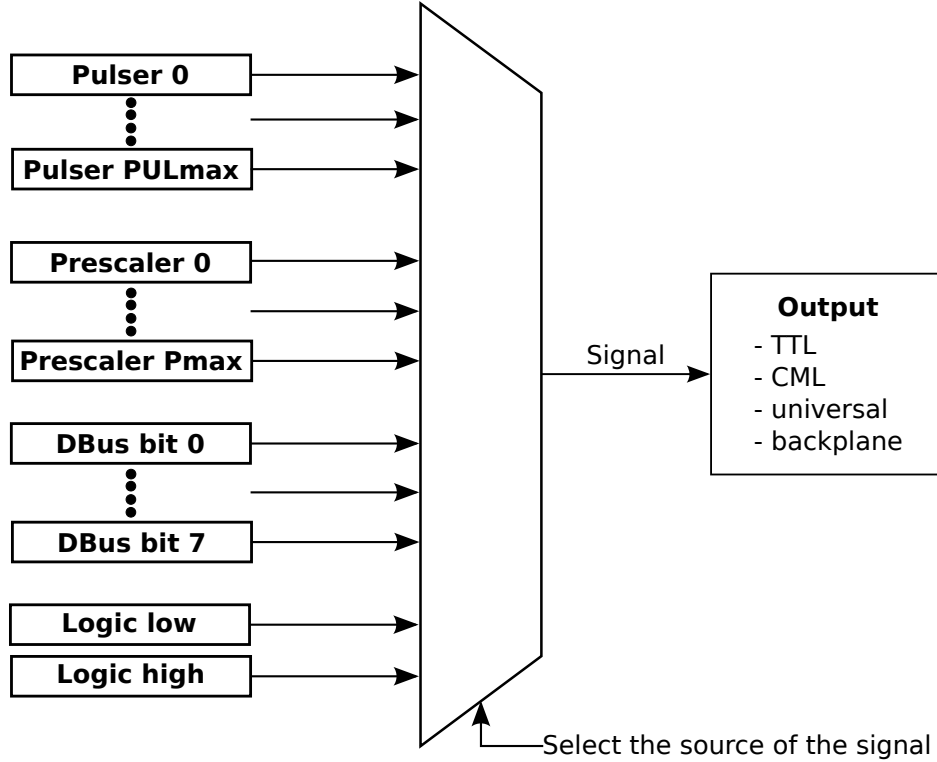 Pulser 0
Pulser PULmax
Prescaler 0
Prescaler Pmax
DBus bit 0
DBus bit 7
Logic low
Logic high
Signal
Output
- TTL
- CML
- universal
- backplane
Select the source of the signal